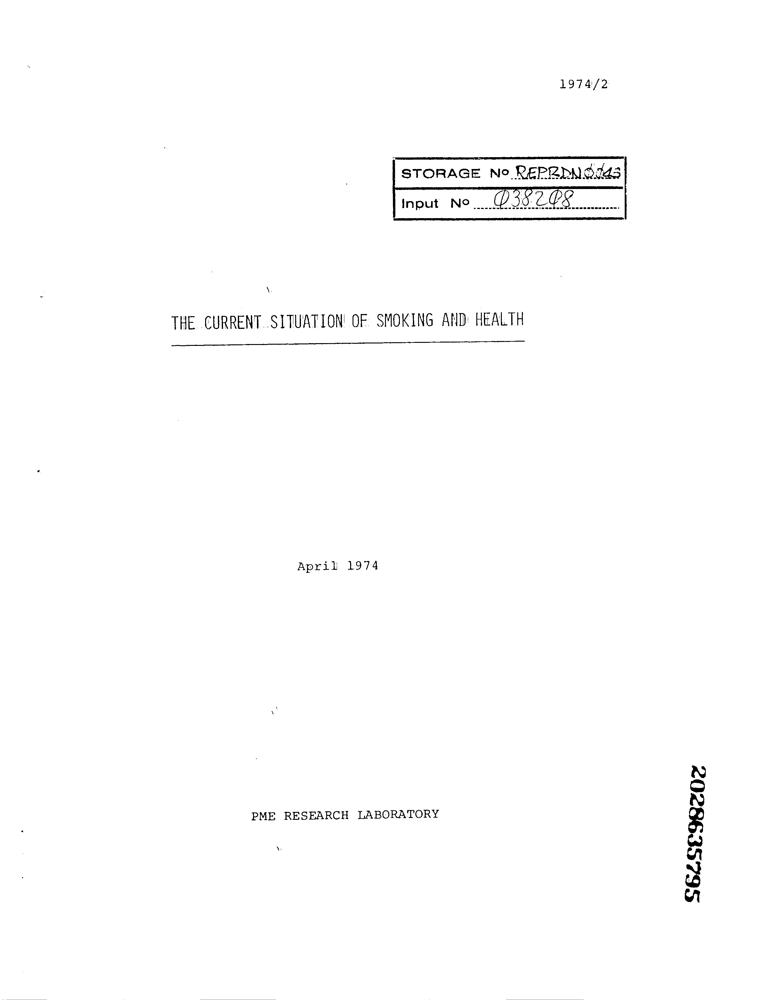 1974/2
STORAGE No
Input No 038208
THE CURRENT SITUATION OF SMOKING AND HEALTH
April 1974
PME RESEARCH LABORATORY
2028635795